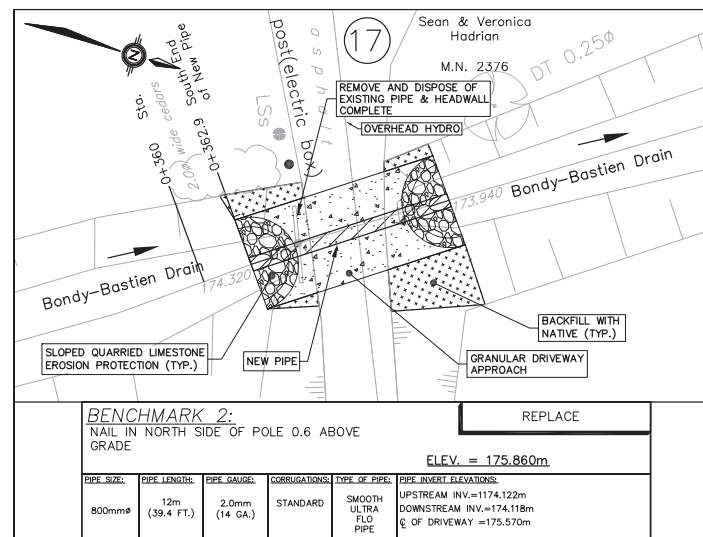 17
Sean & Veronica
Hadrian
M.N. 2376
DT 0.25ø
asphalt
post(electric box)
LSs
Sta.
0+360
2.0ø wide cedars
0+362.9 South End
of New Pipe
REMOVE AND DISPOSE OF
EXISTING PIPE & HEADWALL
COMPLETE
OVERHEAD HYDRO
Bondy-Bastien Drain
173.940
Bondy-Bastien Drain
174.320
SLOPED QUARRIED LIMESTONE
EROSION PROTECTION (TYP.)
NEW PIPE
GRANULAR DRIVEWAY
APPROACH
BACKFILL WITH
NATIVE (TYP.)
BENCHMARK 2:
NAIL IN NORTH SIDE OF POLE 0.6 ABOVE
GRADE
REPLACE
ELEV. = 175.860m
PIPE SIZE:
800mmø
PIPE LENGTH:
12m
(39.4 FT.)
PIPE GAUGE:
2.0mm
(14 GA.)
CORRUGATIONS:
STANDARD
TYPE OF PIPE:
SMOOTH
ULTRA
FLO
PIPE
PIPE INVERT ELEVATIONS:
UPSTREAM INV.=1174.122m
DOWNSTREAM INV.=174.118m
℄ OF DRIVEWAY =175.570m